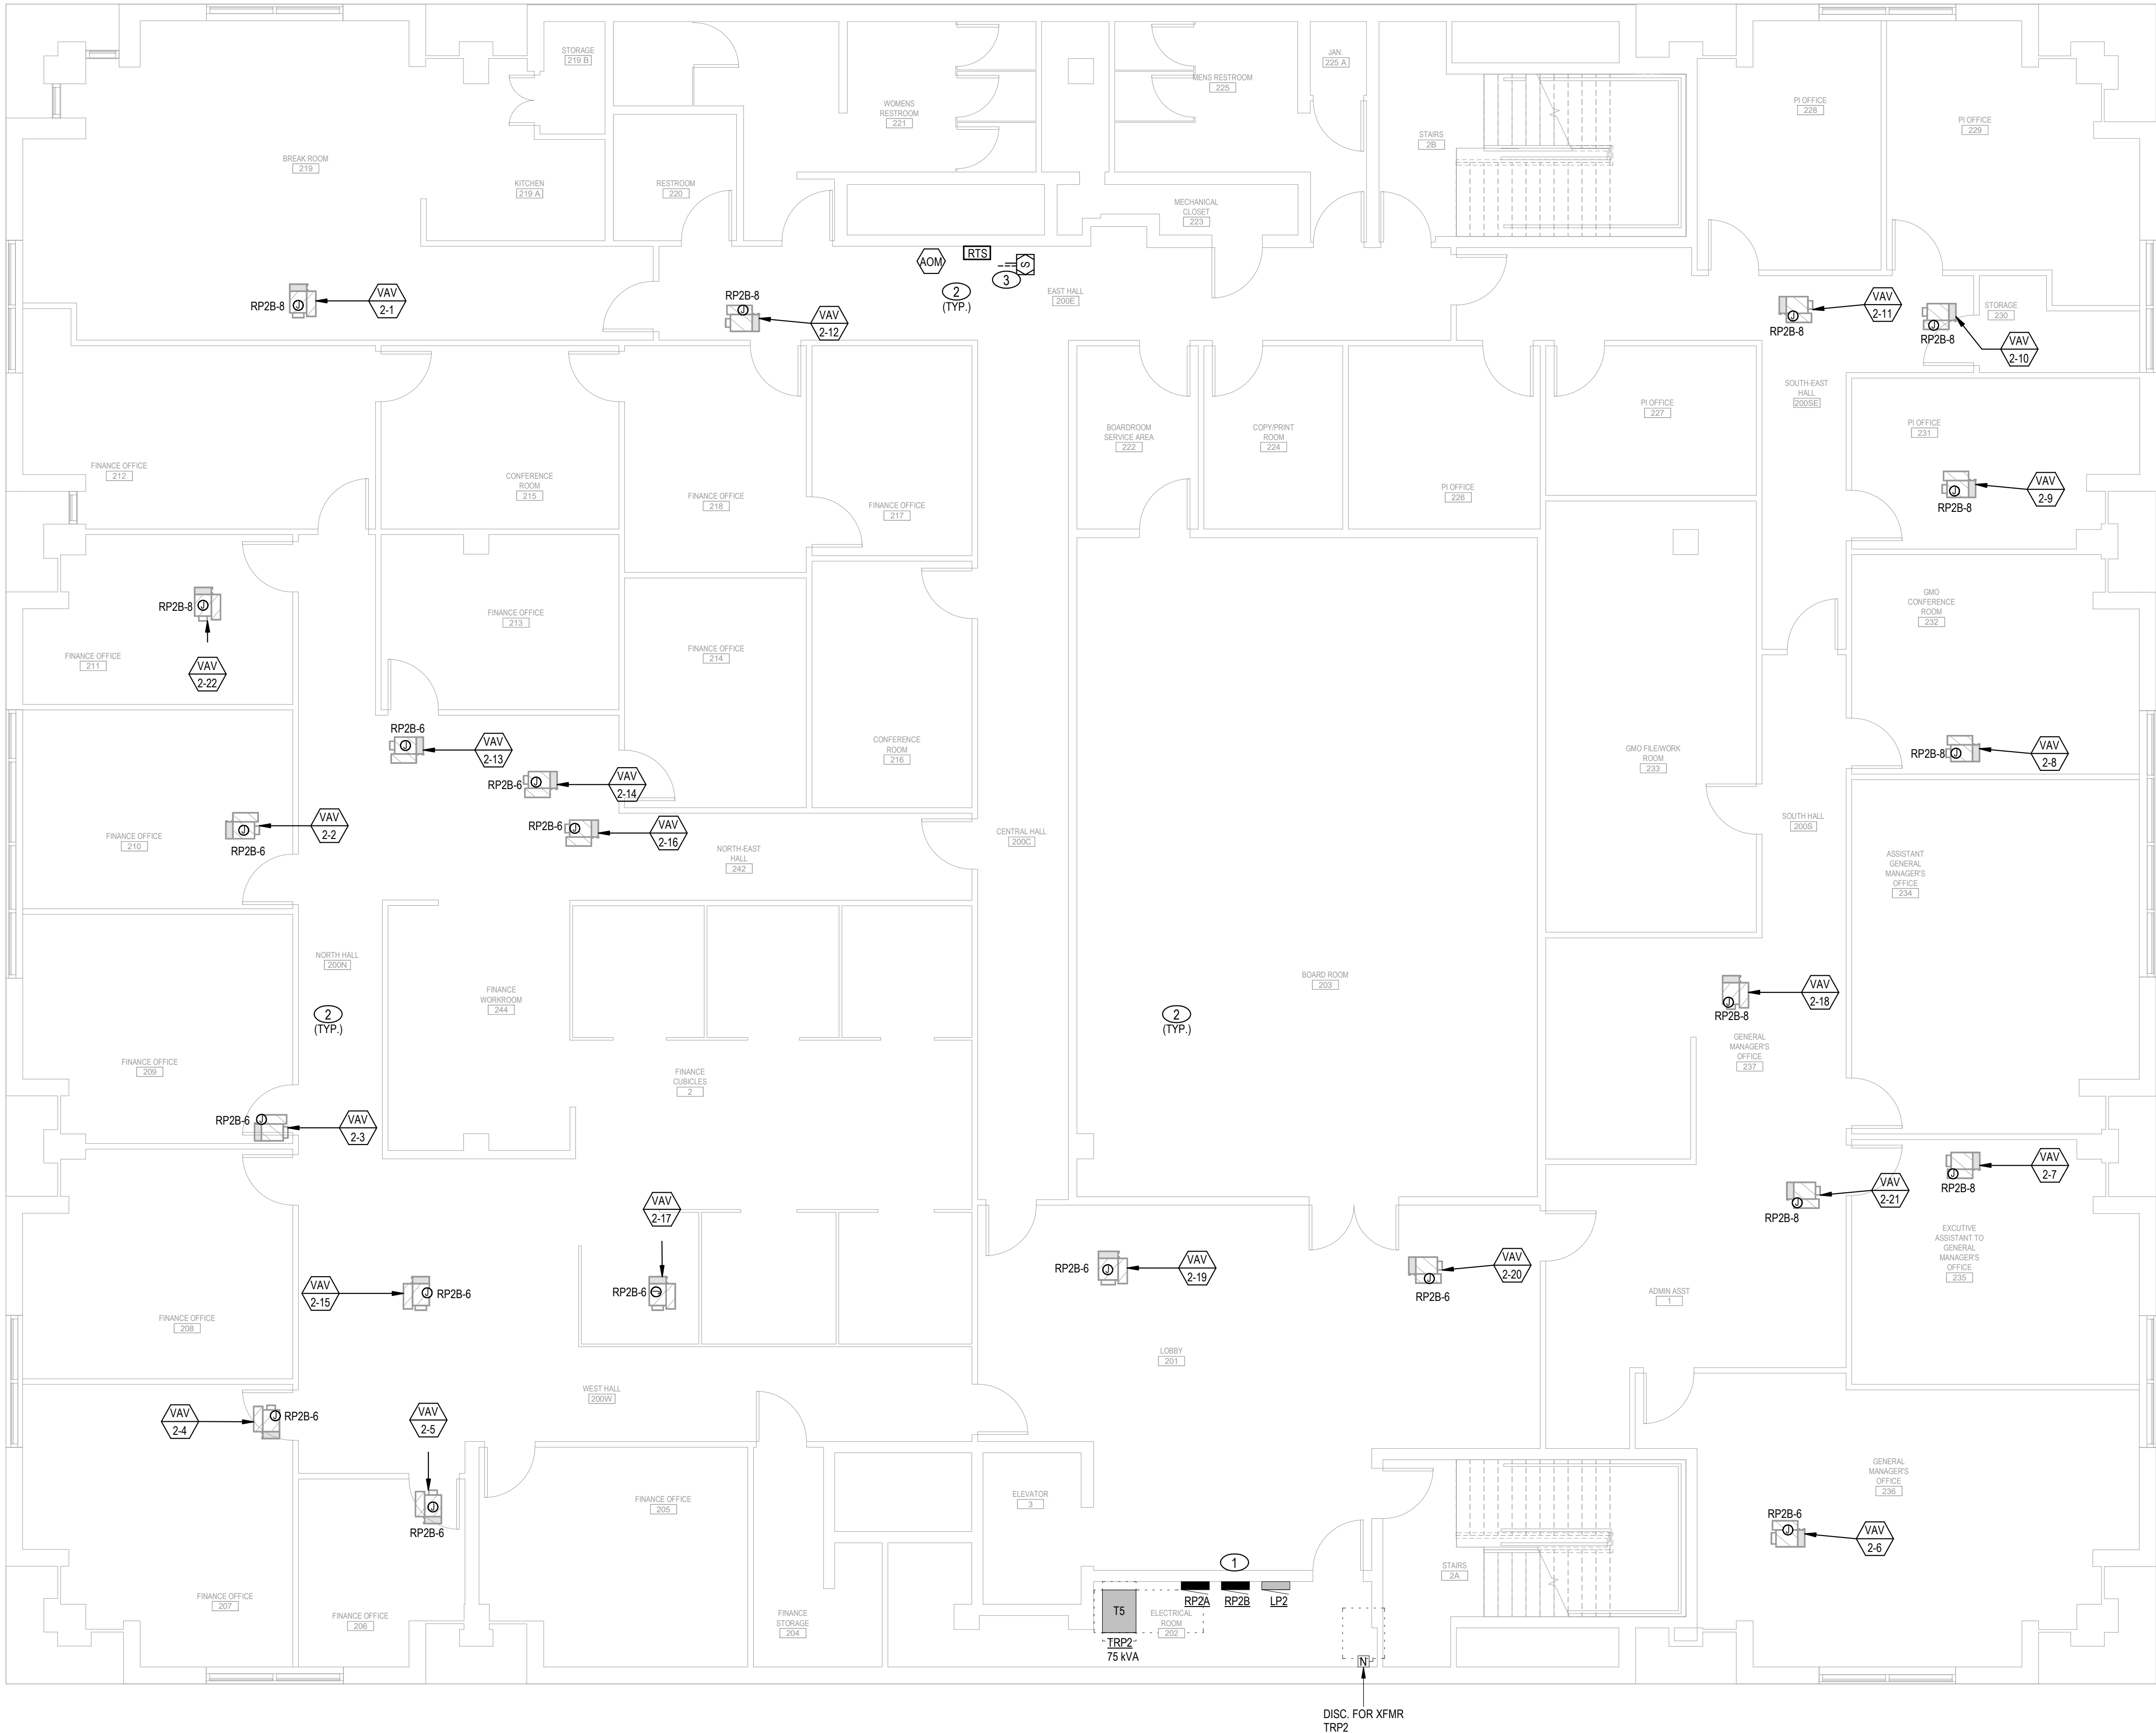 STORAGE
219 B
JAN.
225 A
MENS RESTROOM
225
WOMENS
RESTROOM
221
PI OFFICE
228
PI OFFICE
229
STAIRS
2B
BREAK ROOM
219
KITCHEN
219 A
RESTROOM
220
MECHANICAL
CLOSET
223
AOM
RTS
S
3
2
(TYP.)
EAST HALL
200E
RP2B-8
J
VAV
2-1
RP2B-8
J
VAV
2-12
J
RP2B-8
VAV
2-11
J
RP2B-8
VAV
2-10
STORAGE
230
SOUTH-EAST
HALL
200SE
PI OFFICE
227
PI OFFICE
231
BOARDROOM
SERVICE AREA
222
COPY/PRINT
ROOM
224
PI OFFICE
226
FINANCE OFFICE
212
CONFERENCE
ROOM
215
FINANCE OFFICE
218
FINANCE OFFICE
217
J
RP2B-8
VAV
2-9
RP2B-8
J
VAV
2-22
FINANCE OFFICE
211
FINANCE OFFICE
213
FINANCE OFFICE
214
GMO
CONFERENCE
ROOM
232
RP2B-6
J
VAV
2-13
RP2B-6
J
VAV
2-14
CONFERENCE
ROOM
216
GMO FILE/WORK
ROOM
233
RP2B-8
J
VAV
2-8
FINANCE OFFICE
210
J
RP2B-6
VAV
2-2
RP2B-6
J
VAV
2-16
NORTH-EAST
HALL
242
CENTRAL HALL
200C
SOUTH HALL
200S
ASSISTANT
GENERAL
MANAGER'S
OFFICE
234
NORTH HALL
200N
2
(TYP.)
FINANCE
WORKROOM
244
BOARD ROOM
203
2
(TYP.)
J
RP2B-8
VAV
2-18
GENERAL
MANAGER'S
OFFICE
237
FINANCE OFFICE
209
FINANCE
CUBICLES
2
RP2B-6
J
VAV
2-3
J
RP2B-8
VAV
2-21
J
RP2B-8
VAV
2-7
VAV
2-17
RP2B-6
J
EXCUTIVE
ASSISTANT TO
GENERAL
MANAGER'S
OFFICE
235
FINANCE OFFICE
208
VAV
2-15
J
RP2B-6
RP2B-6
J
VAV
2-19
J
RP2B-6
VAV
2-20
ADMIN ASST
1
LOBBY
201
WEST HALL
200W
VAV
2-4
J
RP2B-6
VAV
2-5
J
RP2B-6
FINANCE OFFICE
205
ELEVATOR
3
GENERAL
MANAGER'S
OFFICE
236
RP2B-6
J
VAV
2-6
1
STAIRS
2A
FINANCE OFFICE
207
FINANCE OFFICE
206
FINANCE
STORAGE
204
T5
TRP2
75 kVA
RP2A
RP2B
LP2
ELECTRICAL
ROOM
202
N
DISC. FOR XFMR
TRP2